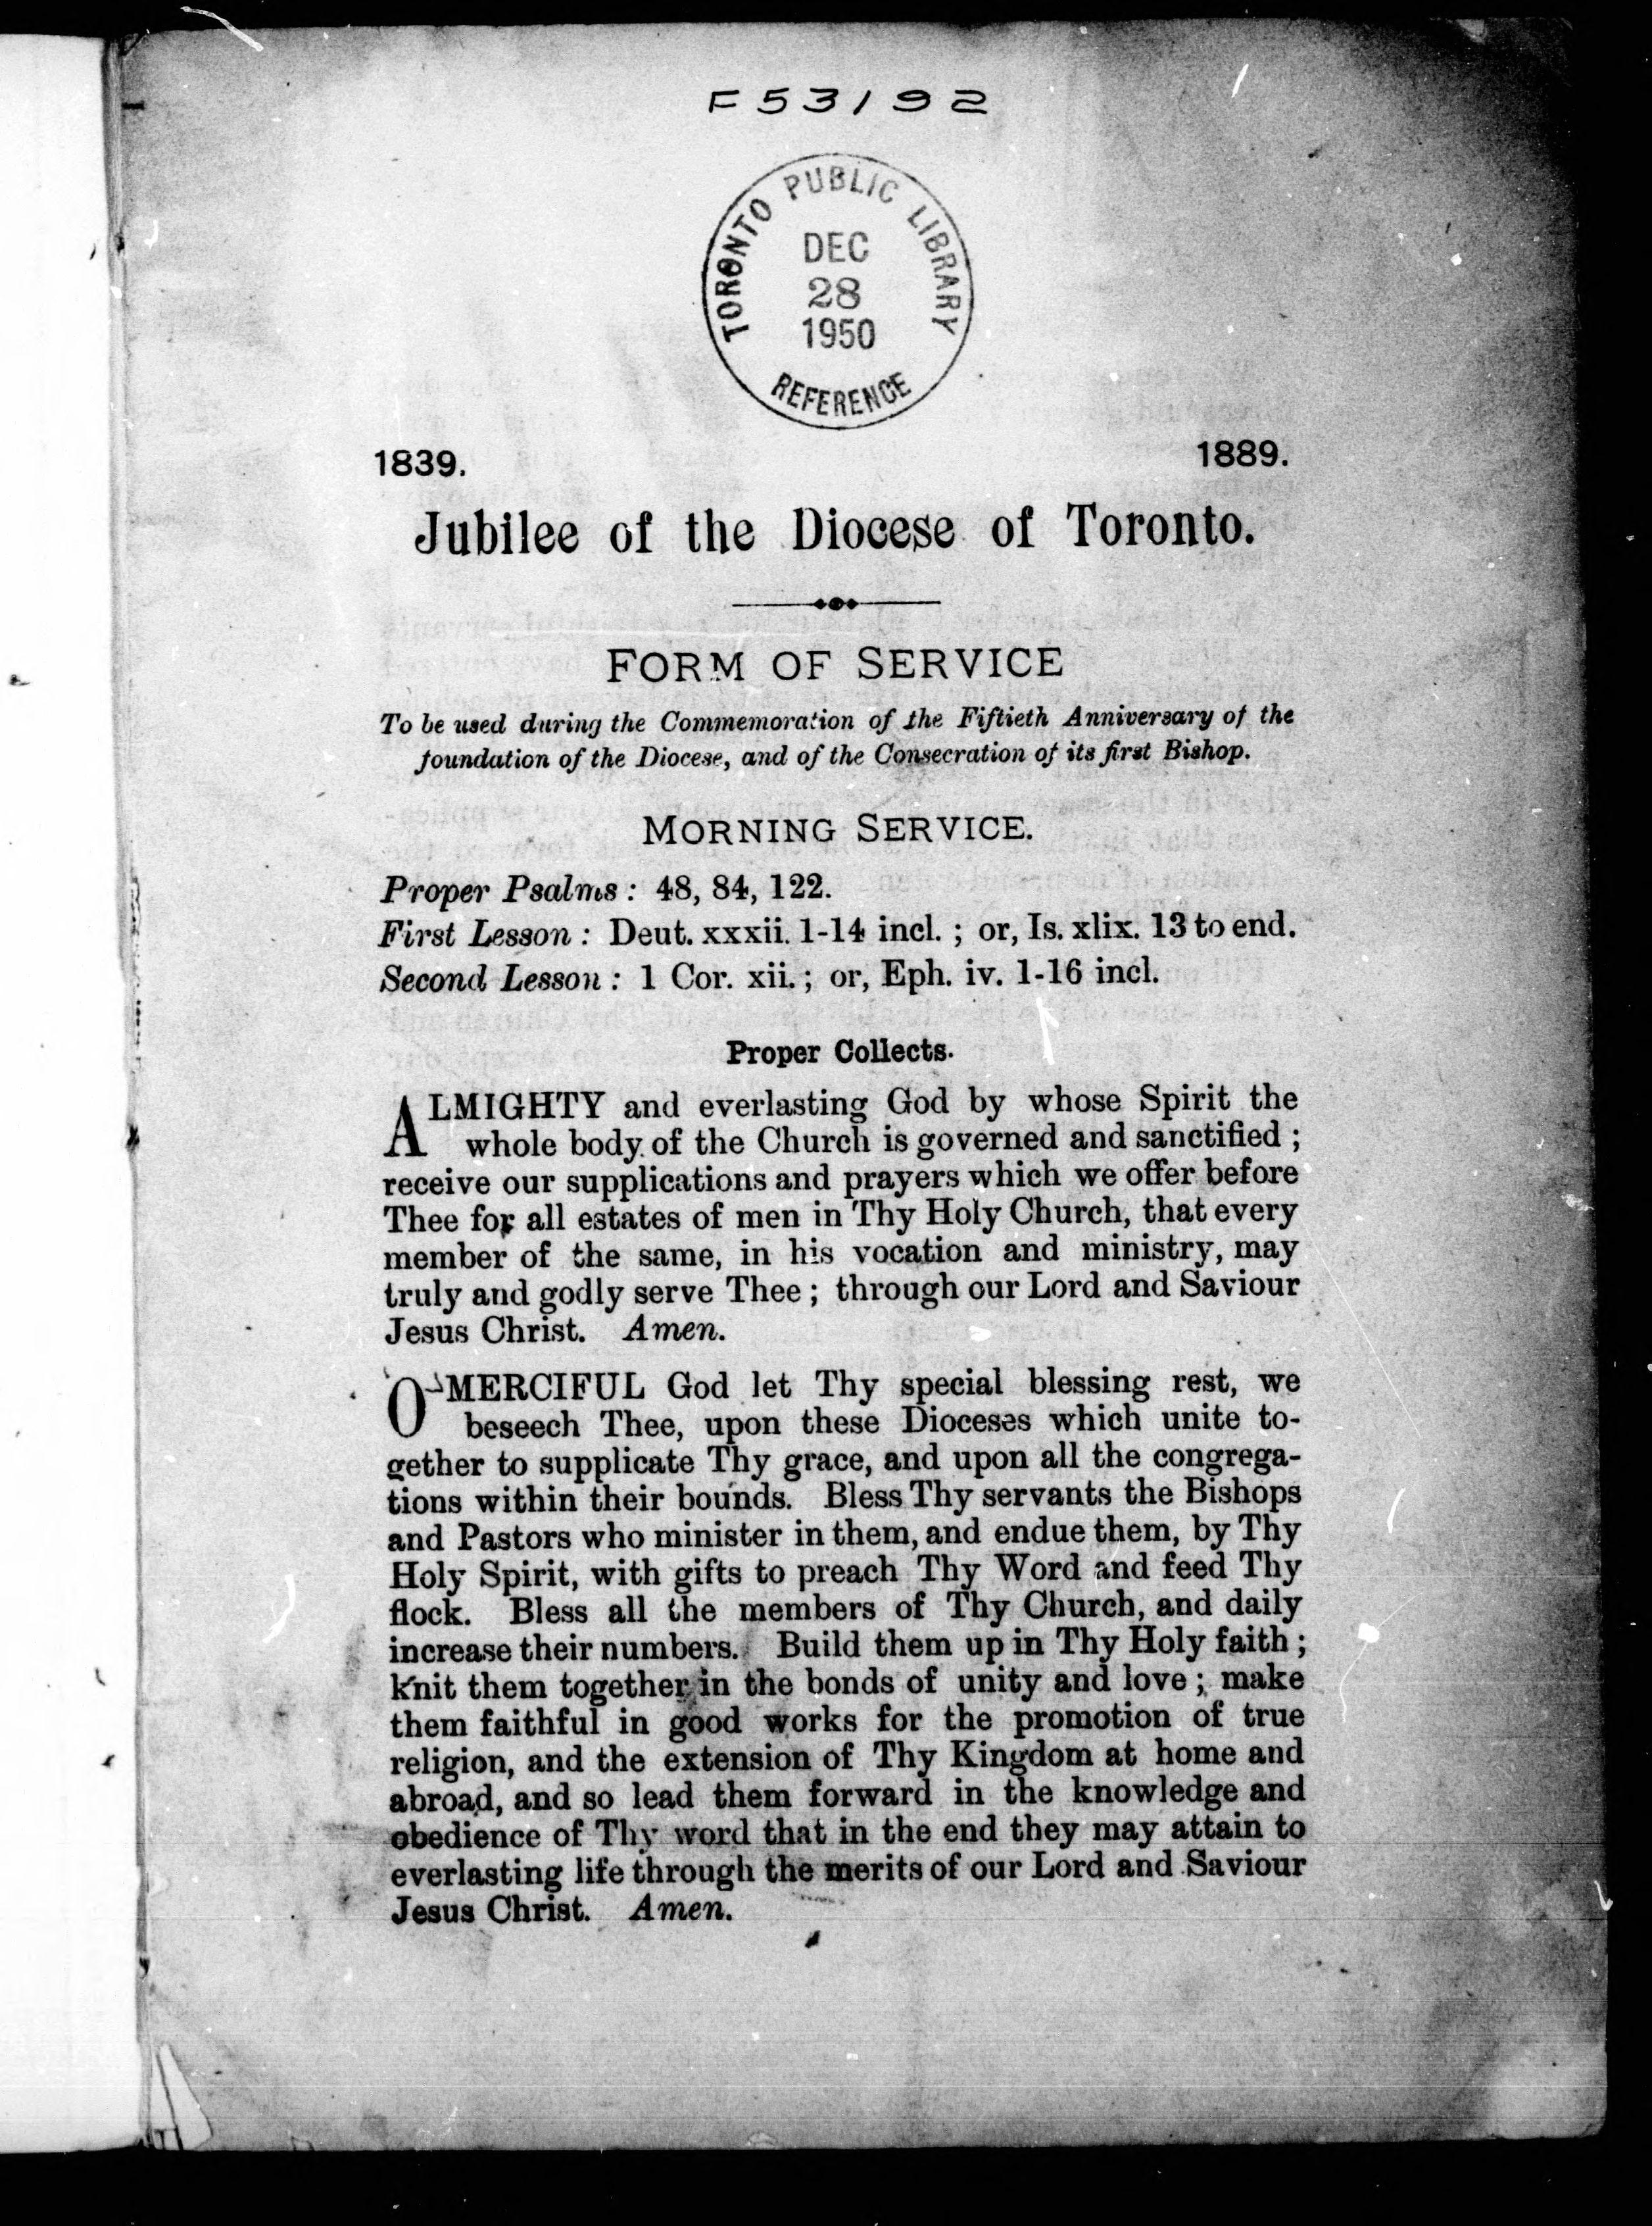 F53192
TORONTO PUBLIC LIBRARY
DEC
28
1950
REFERENCE
1839. 1889.
Jubilee of the Diocese of Toronto.
FORM OF SERVICE
To be used during the Commemoration of the Fiftieth Anniversary of the
foundation of the Diocese, and of the Consecration of its first Bishop.
MORNING SERVICE.
Proper Psalms: 48, 84, 122.
First Lesson: Deut. xxxii. 1-14 incl.; or, Is. xlix. 13 to end.
Second Lesson: 1 Cor. xii.; or, Eph. iv. 1-16 incl.
Proper Collects.
ALMIGHTY and everlasting God by whose Spirit the
whole body of the Church is governed and sanctified;
receive our supplications and prayers which we offer before
Thee for all estates of men in Thy Holy Church, that every
member of the same, in his vocation and ministry, may
truly and godly serve Thee; through our Lord and Saviour
Jesus Christ. Amen.
O MERCIFUL God let Thy special blessing rest, we
beseech Thee, upon these Dioceses which unite to-
gether to supplicate Thy grace, and upon all the congrega-
tions within their bounds. Bless Thy servants the Bishops
and Pastors who minister in them, and endue them, by Thy
Holy Spirit, with gifts to preach Thy Word and feed Thy
flock. Bless all the members of Thy Church, and daily
increase their numbers. Build them up in Thy Holy faith;
knit them together in the bonds of unity and love; make
them faithful in good works for the promotion of true
religion, and the extension of Thy Kingdom at home and
abroad, and so lead them forward in the knowledge and
obedience of Thy word that in the end they may attain to
everlasting life through the merits of our Lord and Saviour
Jesus Christ. Amen.